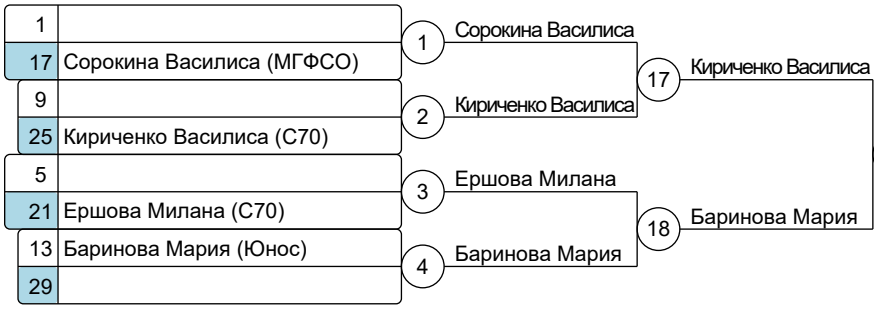 1
17 Сорокина Василиса (МГФСО)
1
Сорокина Василиса
9
25 Кириченко Василиса (С70)
2
Кириченко Василиса
17
Кириченко Василиса
5
21 Ершова Милана (С70)
3
Ершова Милана
13 Баринова Мария (Юнос)
29
4
Баринова Мария
18
Баринова Мария